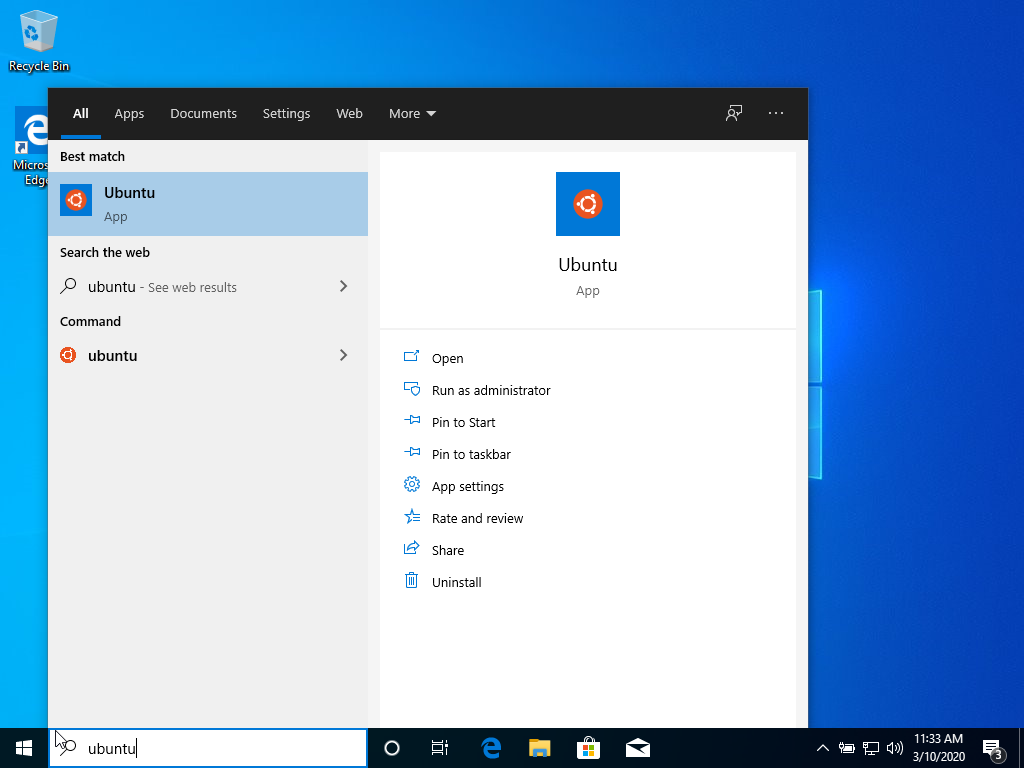 Recycle Bin
Micros
Edge
All Apps Documents Settings Web More
Best match
Ubuntu
App
Search the web
ubuntu - See web results
Command
ubuntu
Ubuntu
App
Open
Run as administrator
Pin to Start
Pin to taskbar
App settings
Rate and review
Share
Uninstall
ubuntu
11:33 AM
3/10/2020
3